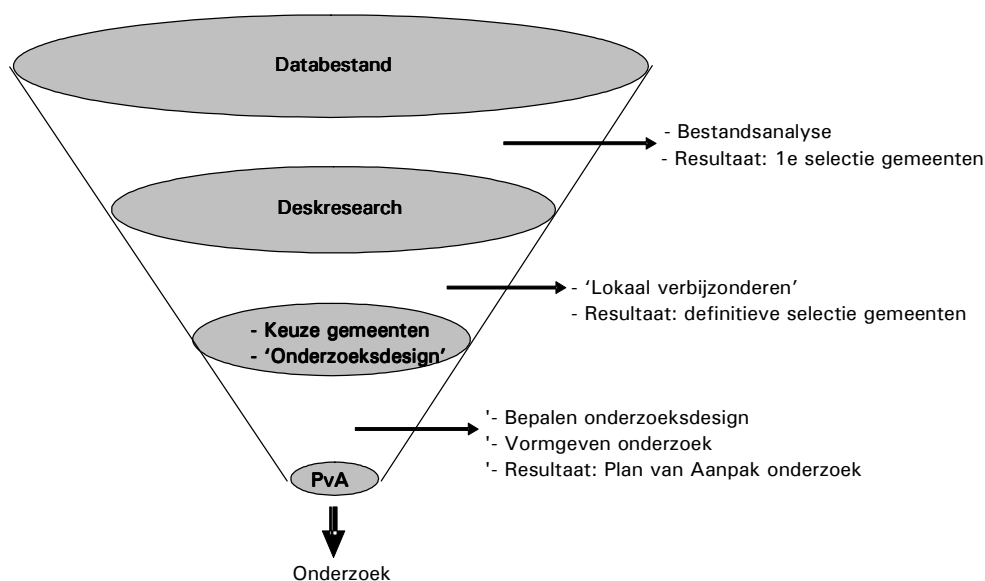 Databestand
- Bestandsanalyse
- Resultaat: 1e selectie gemeenten
Deskresearch
- ‘Lokaal verbijzonderen’
- Resultaat: definitieve selectie gemeenten
- Keuze gemeenten
- ‘Onderzoeksdesign’
'- Bepalen onderzoeksdesign
'- Vormgeven onderzoek
'- Resultaat: Plan van Aanpak onderzoek
PvA
Onderzoek